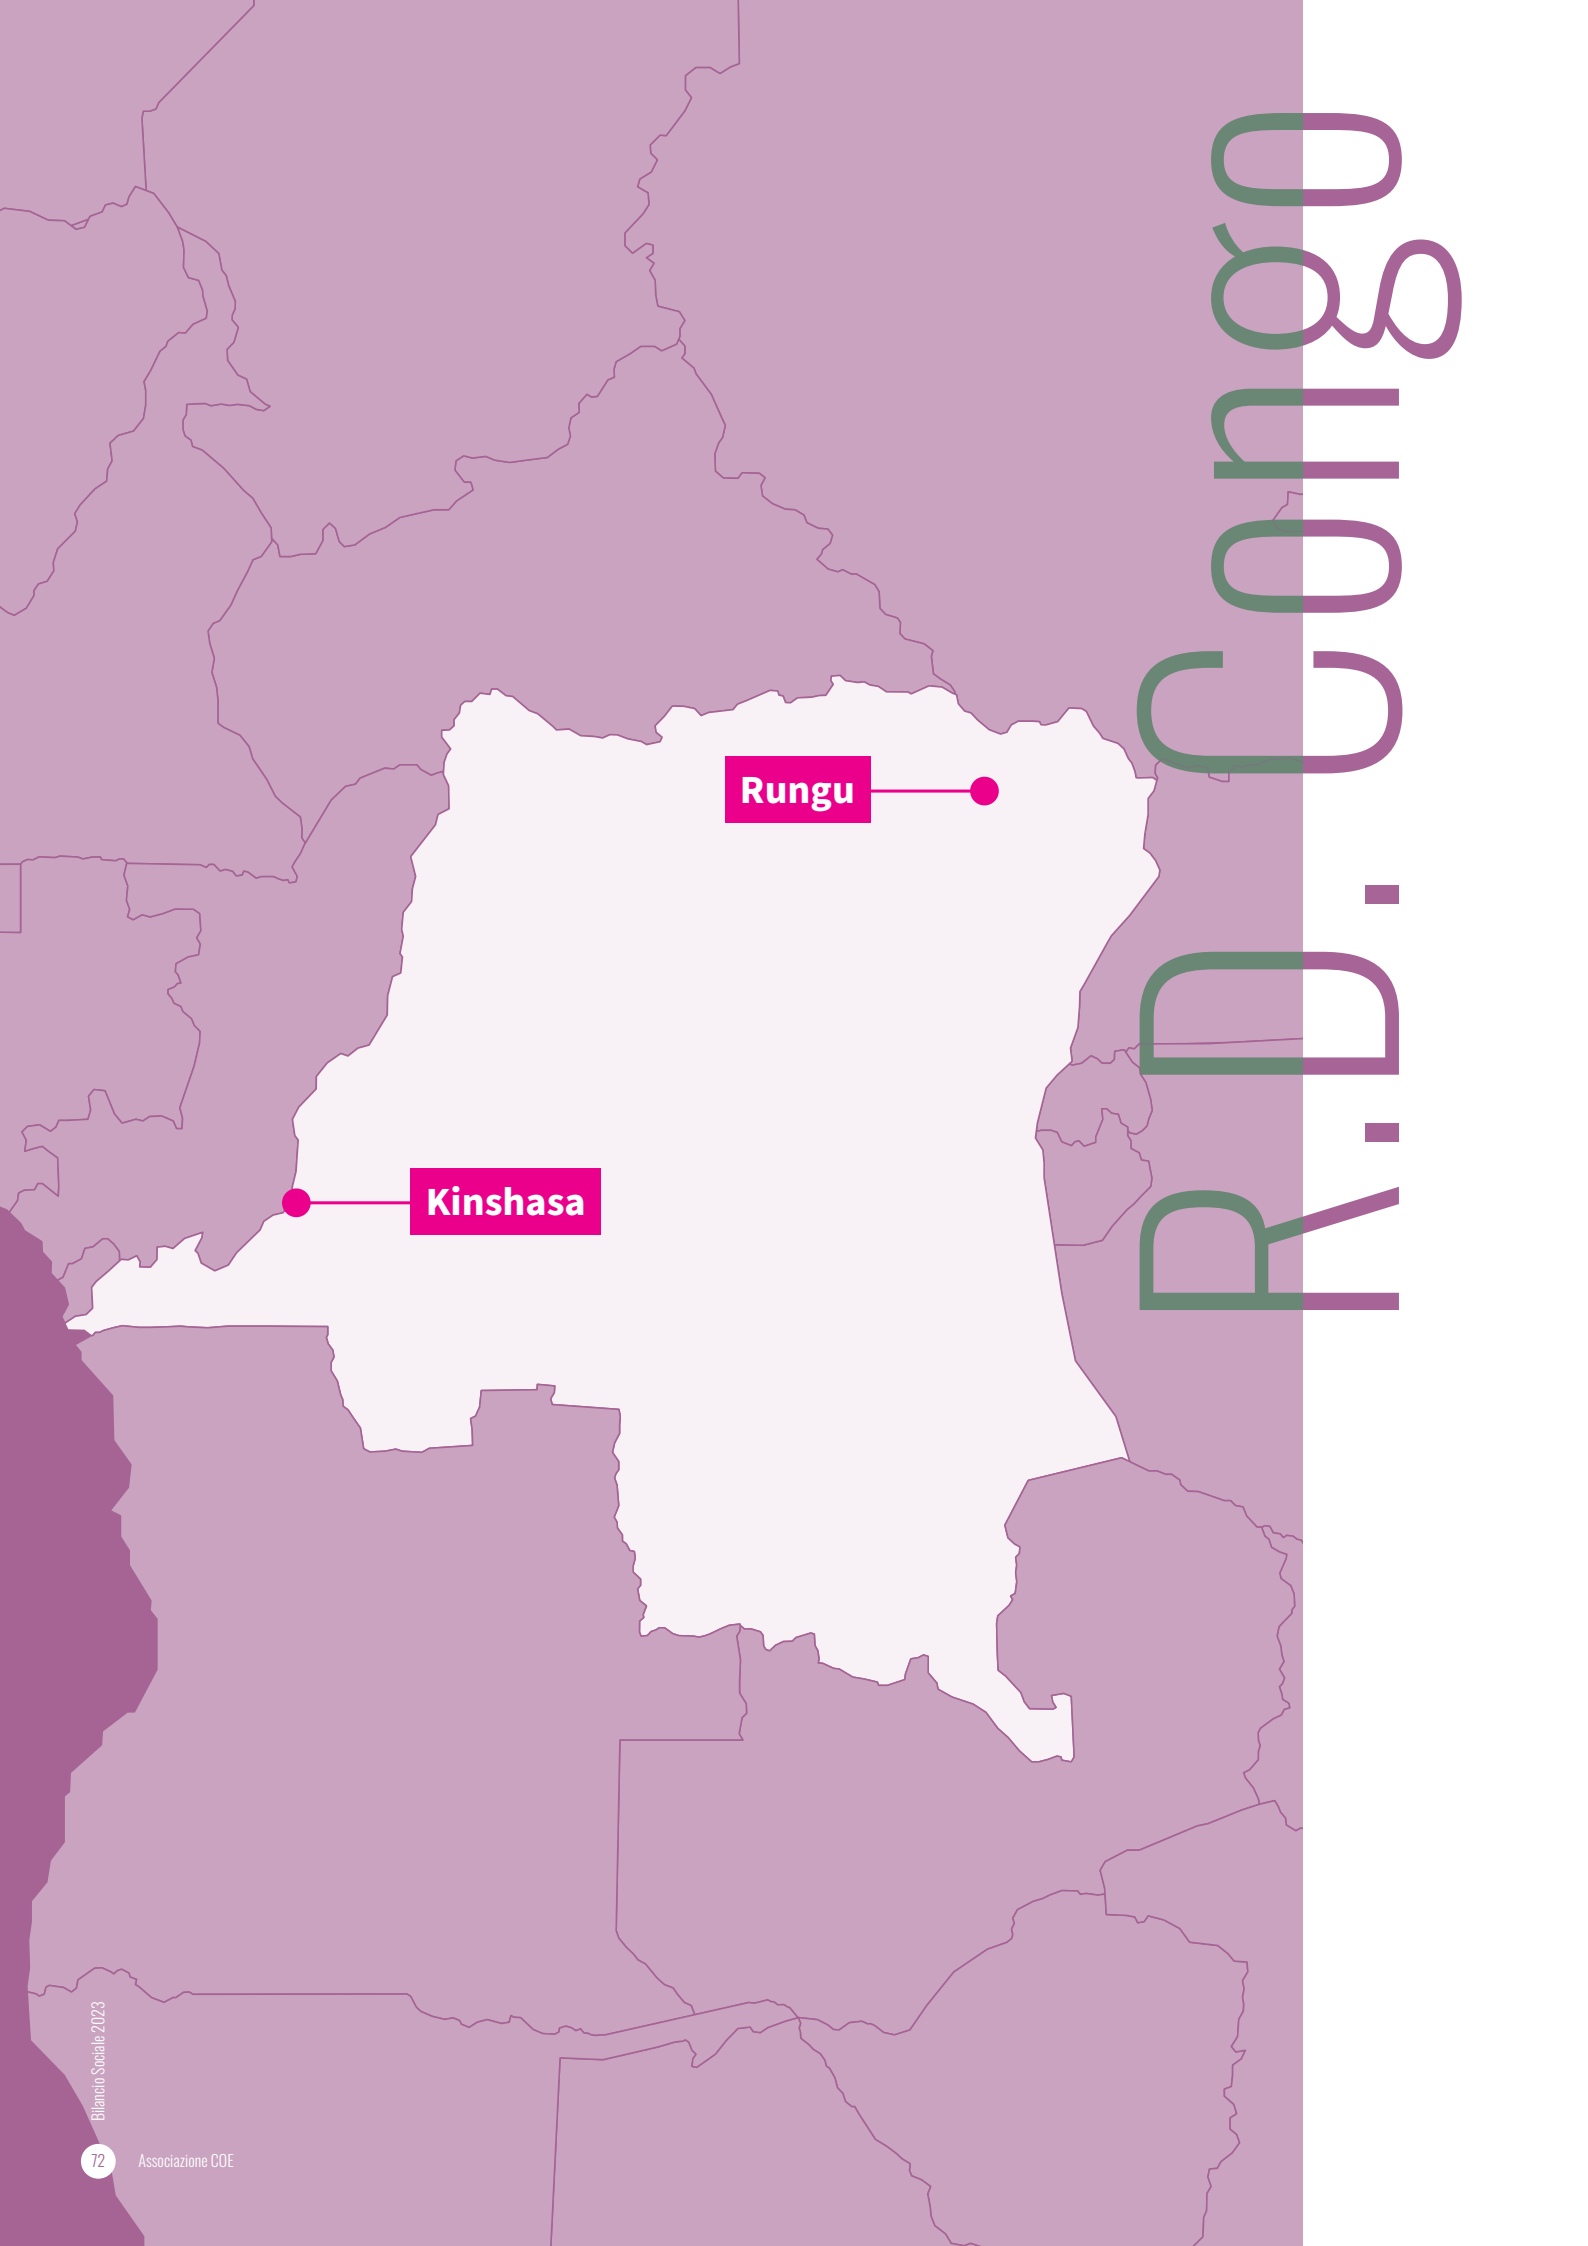 R.D. Congo
Rungu
Kinshasa
Bilancio Sociale 2023
72
Associazione COE